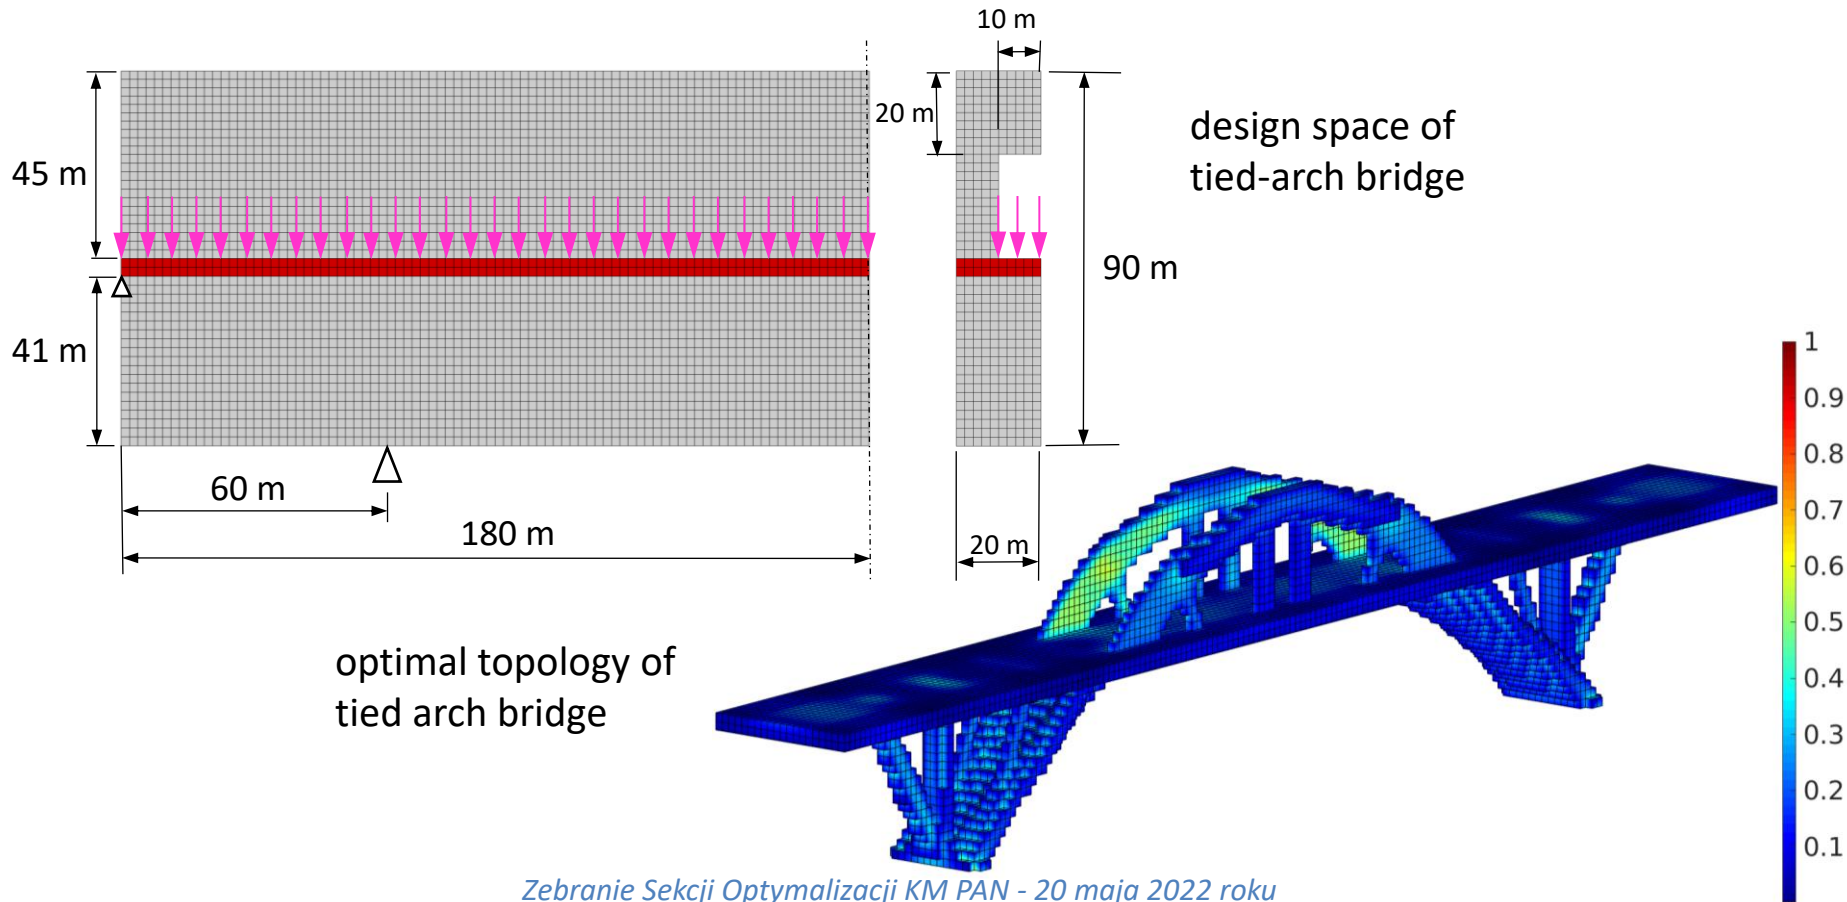 10 m
20 m
design space of
tied-arch bridge
45 m
90 m
41 m
60 m
180 m
20 m
optimal topology of
tied arch bridge
1
0.9
0.8
0.7
0.6
0.5
0.4
0.3
0.2
0.1
Zebranie Sekcji Optymalizacji KM PAN - 20 maja 2022 roku